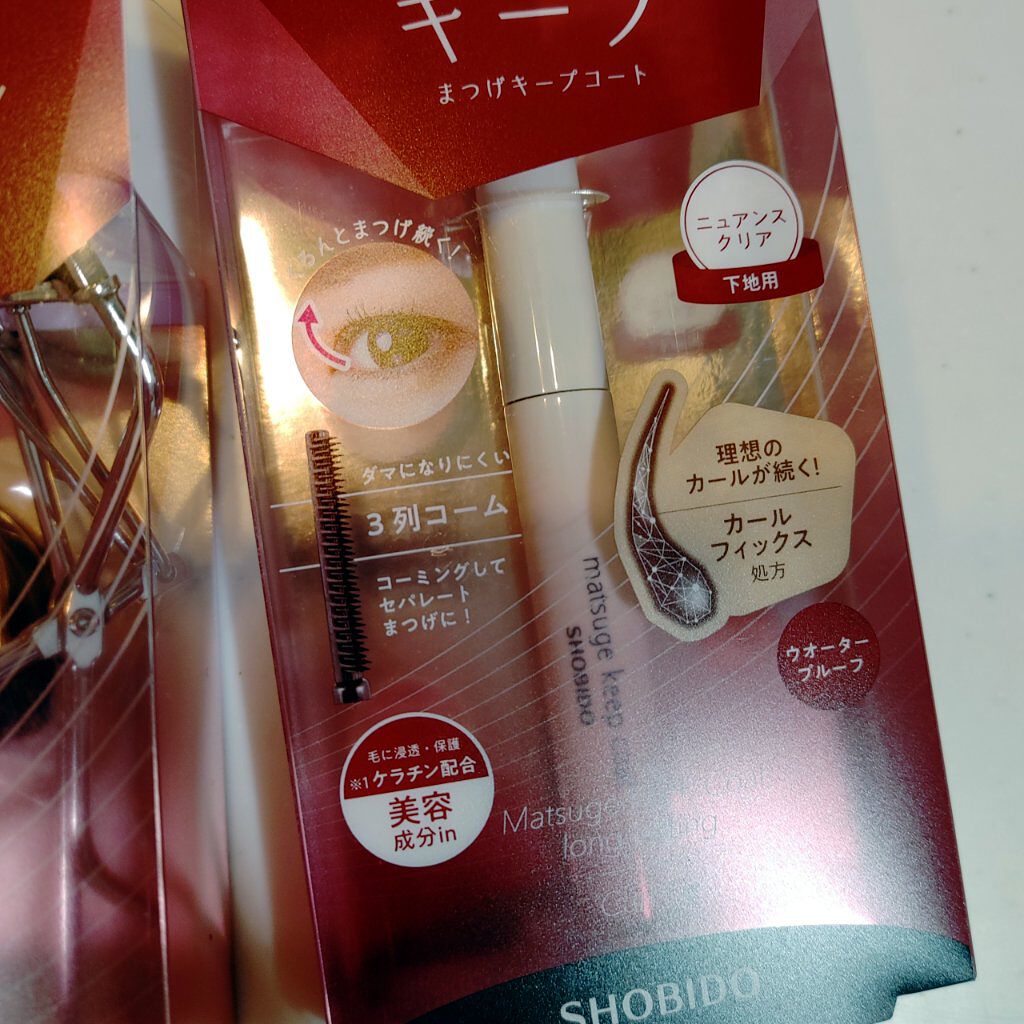 キープ
まつげキープコート
ニュアンス
クリア
下地用
ダマになりにくい
3列コーム
コーミングして
セパレート
まつげに!
理想の
カールが続く!
カール
フィックス
処方
ウオーター
プルーフ
matsuge keep
SHOBIDO
毛に浸透・保護
※1ケラチン配合
美容
成分in
Matsuge
SHOBIDO